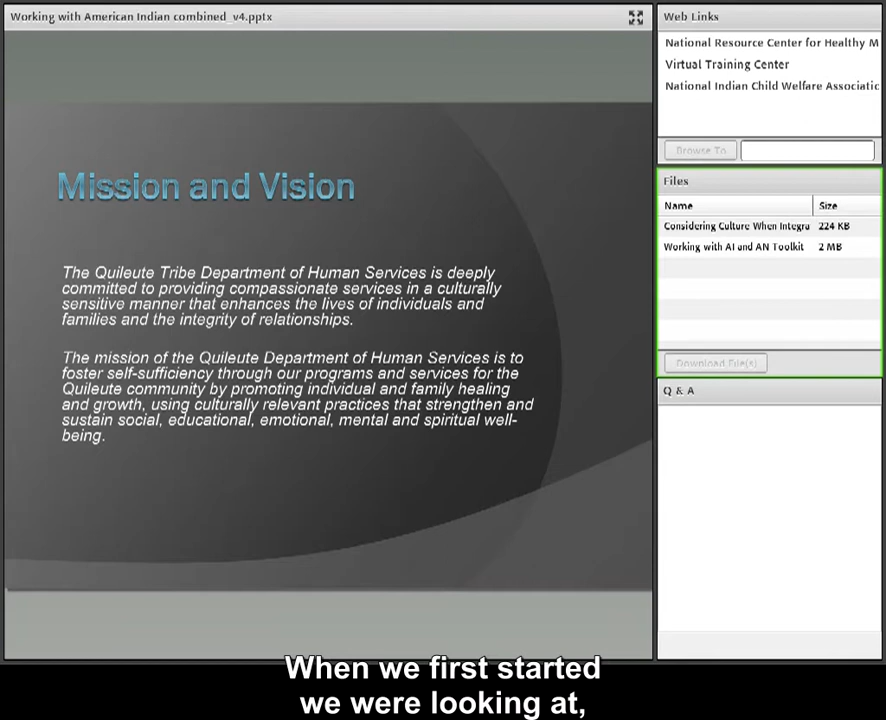 Working with American Indian combined_v4.pptx
Mission and Vision
The Quileute Tribe Department of Human Services is deeply
committed to providing compassionate services in a culturally
sensitive manner that enhances the lives of individuals and
families and the integrity of relationships.
The mission of the Quileute Department of Human Services is to
foster self-sufficiency through our programs and services for the
Quileute community by promoting individual and family healing
and growth, using culturally relevant practices that strengthen and
sustain social, educational, emotional, mental and spiritual well-
being.
Web Links
National Resource Center for Healthy M
Virtual Training Center
National Indian Child Welfare Associatic
Browse To
Files
Name Size
Considering Culture When Integra 224 KB
Working with AI and AN Toolkit 2 MB
Download File(s)
Q & A
When we first started
we were looking at,